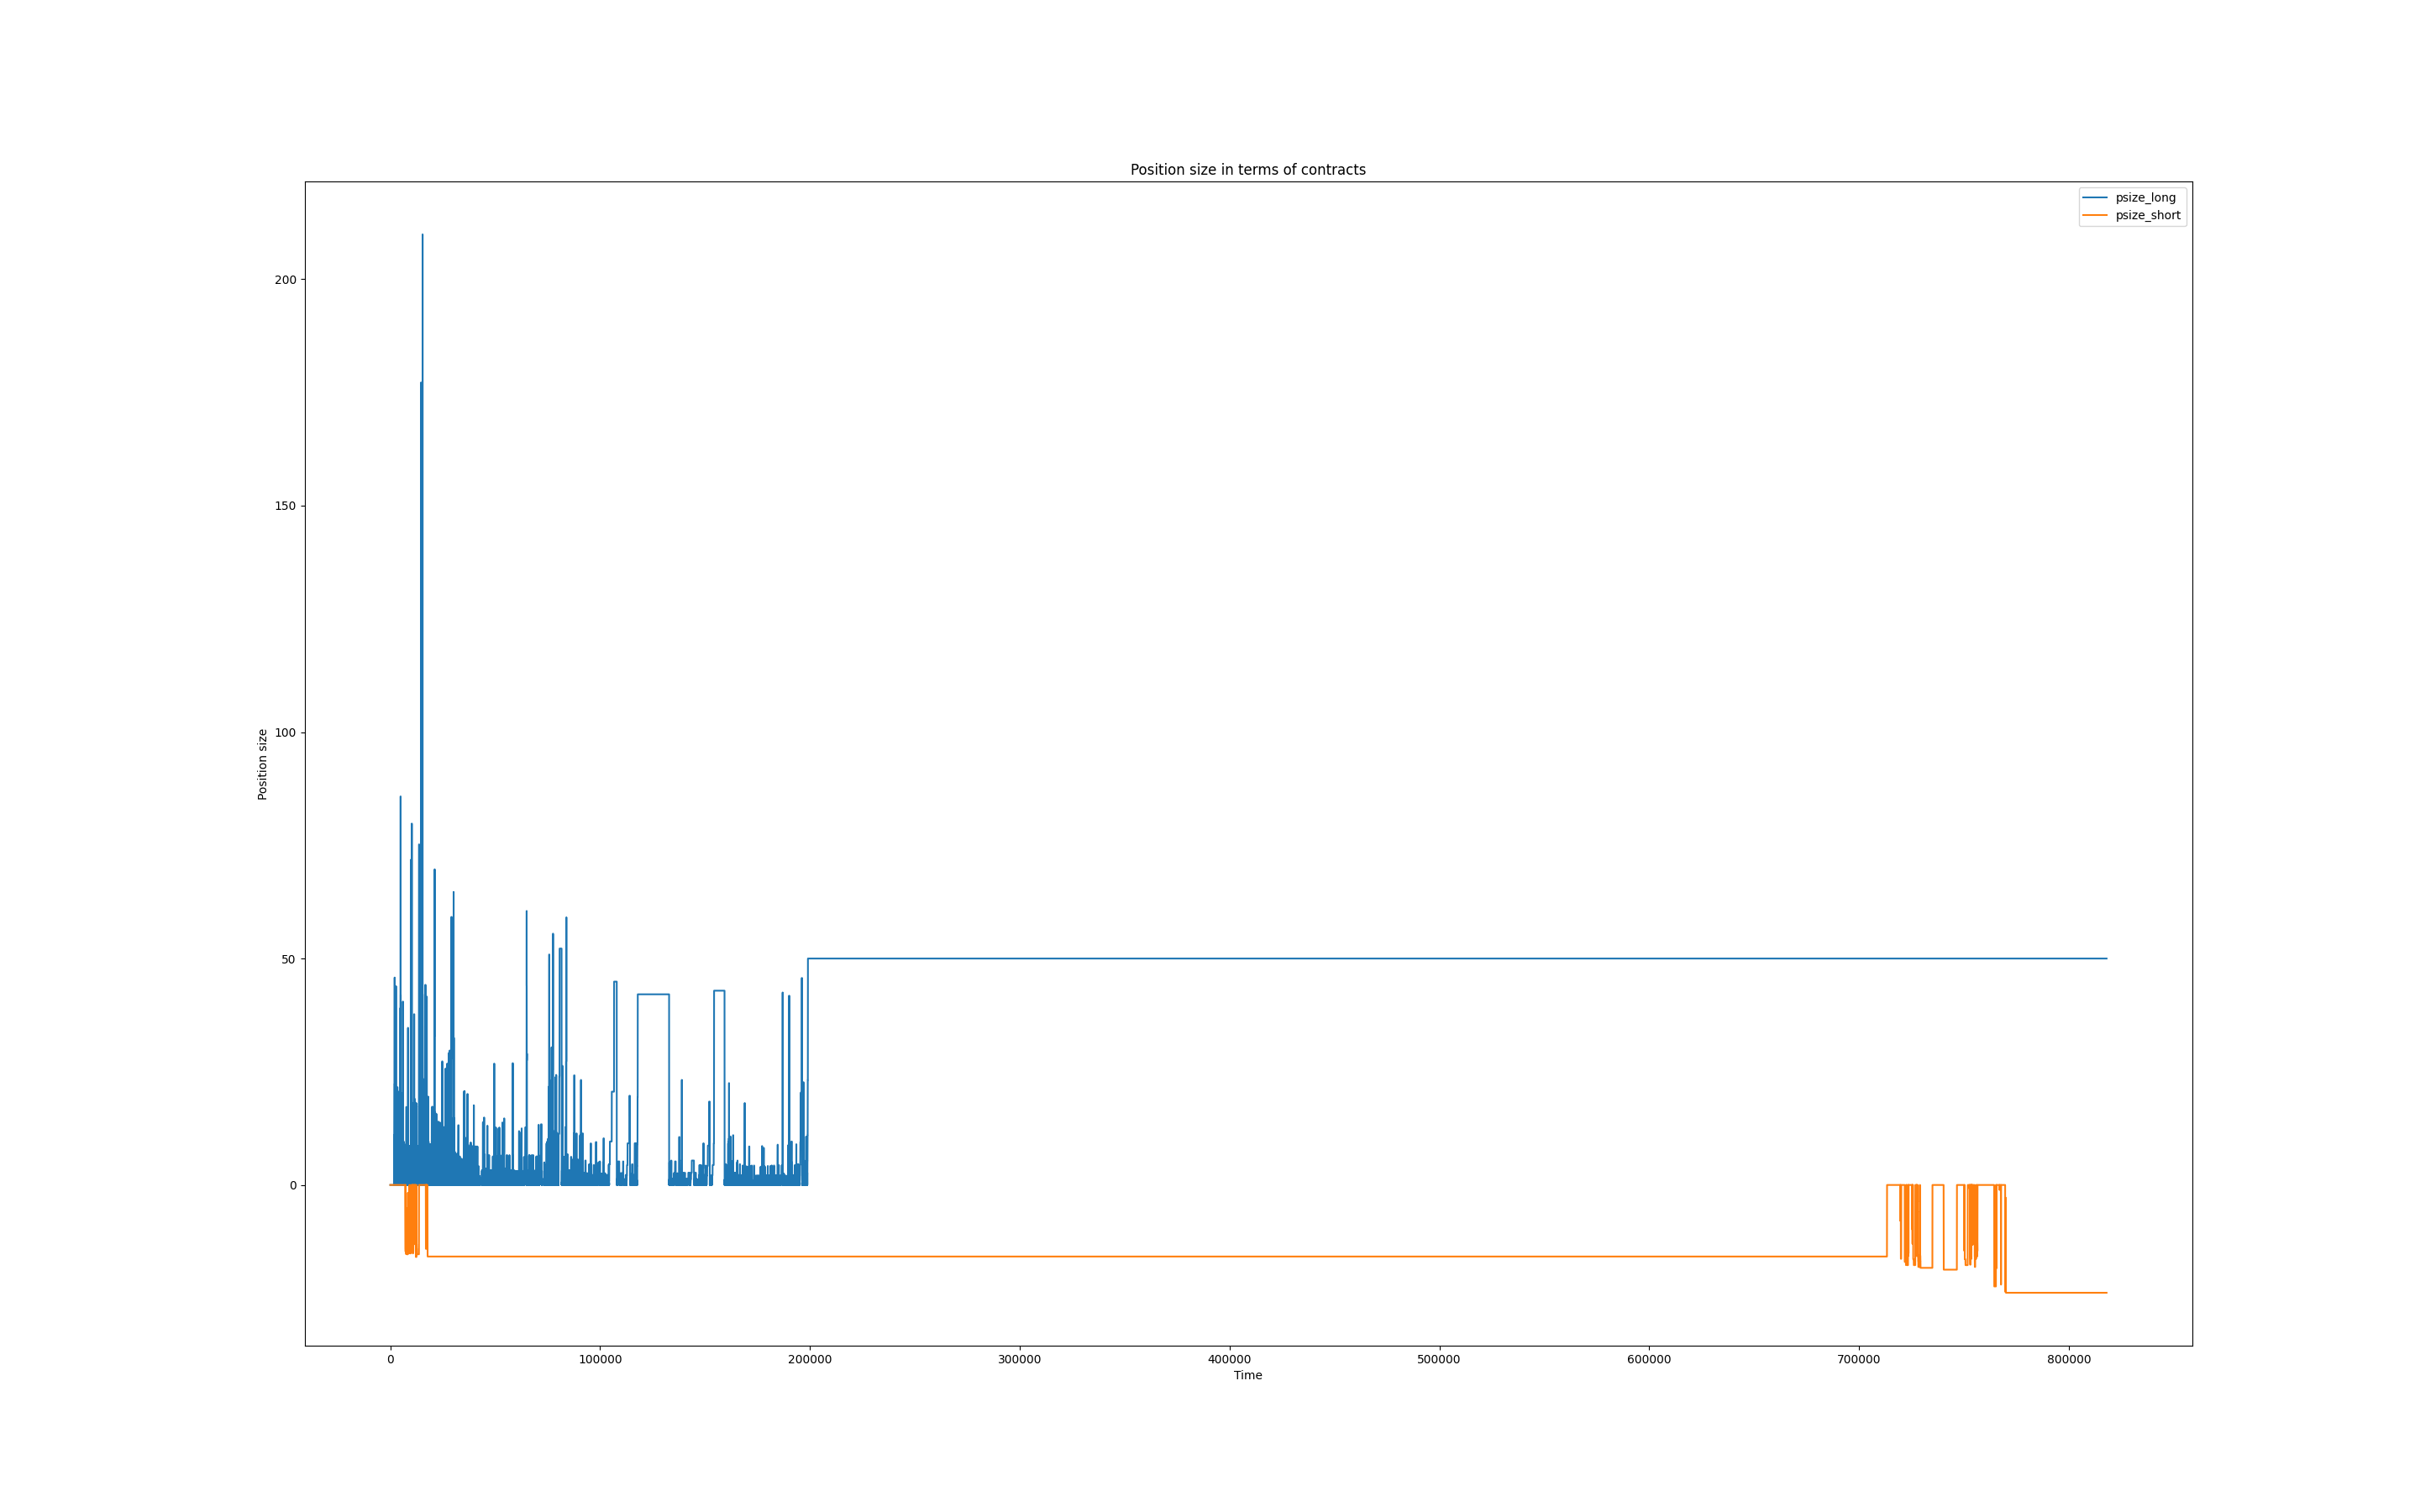 Position size in terms of contracts
psize_long
psize_short
200
150
100
50
0
Position size
0 100000 200000 300000 400000 500000 600000 700000 800000
Time